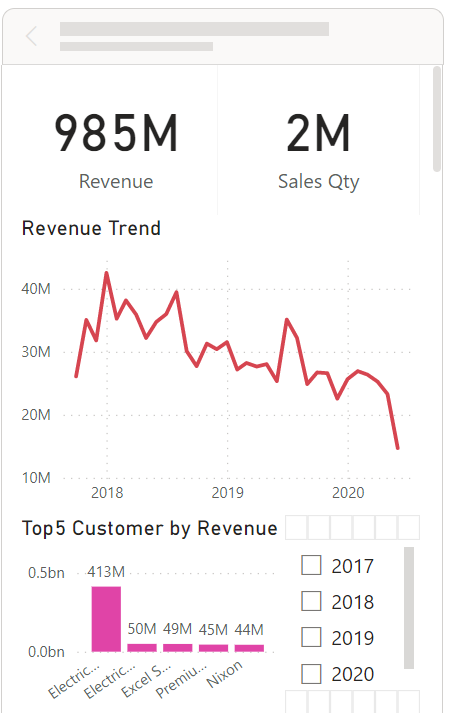 985M 2M
Revenue Sales Qty
Revenue Trend
40M
30M
20M
10M
2018 2019 2020
Top5 Customer by Revenue
0.5bn
413M
50M 49M 45M 44M
0.0bn
Electric... Electric... Excel S... Premiu... Nixon
2017
2018
2019
2020